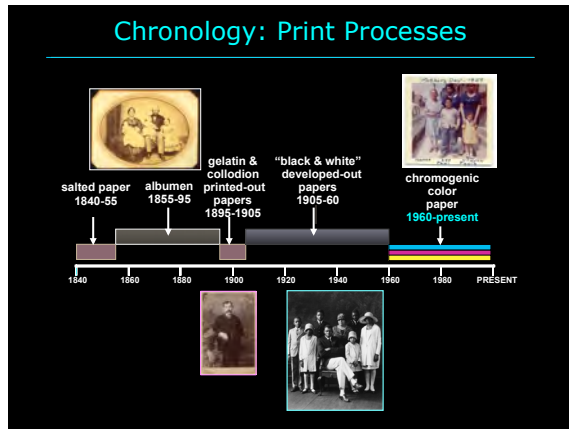 Chronology: Print Processes
salted paper
1840-55
albumen
1855-95
gelatin &
collodion
printed-out
papers
1895-1905
“black & white”
developed-out
papers
1905-60
chromogenic
color
paper
1960-present
1840
1860
1880
1900
1920
1940
1960
1980
PRESENT